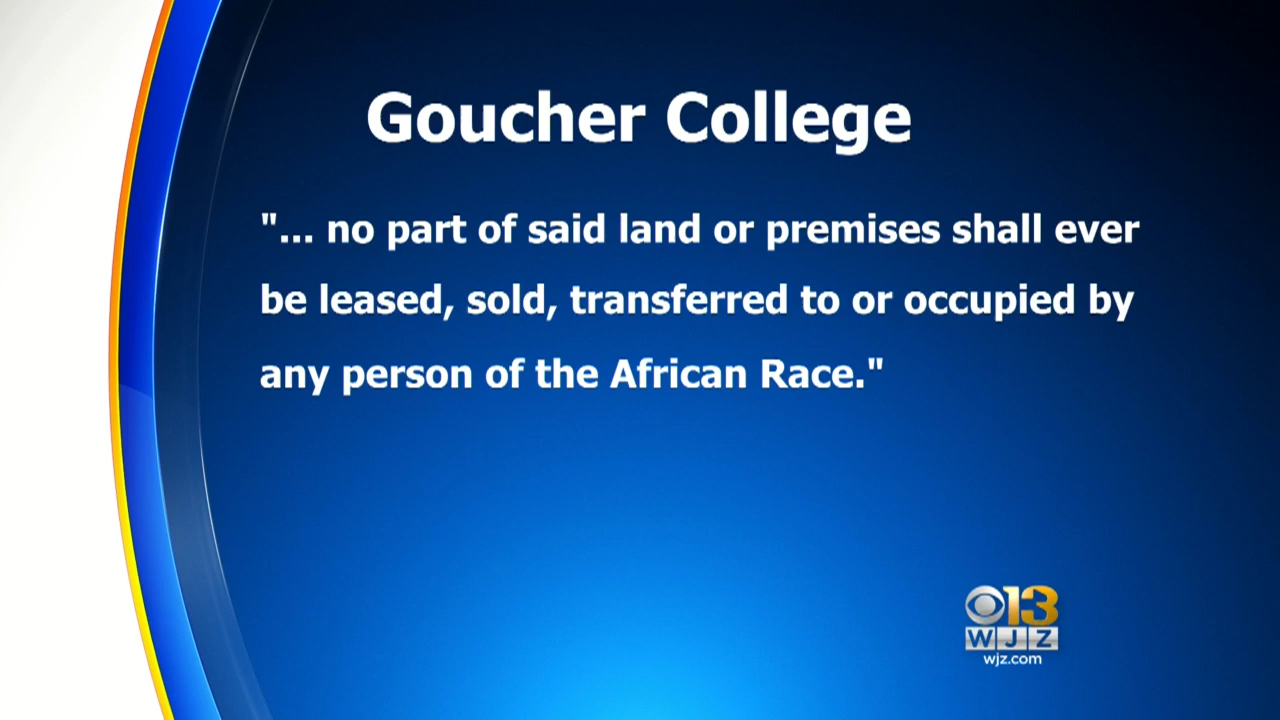 Goucher College
"... no part of said land or premises shall ever
be leased, sold, transferred to or occupied by
any person of the African Race."
13
WJZ
wjz.com